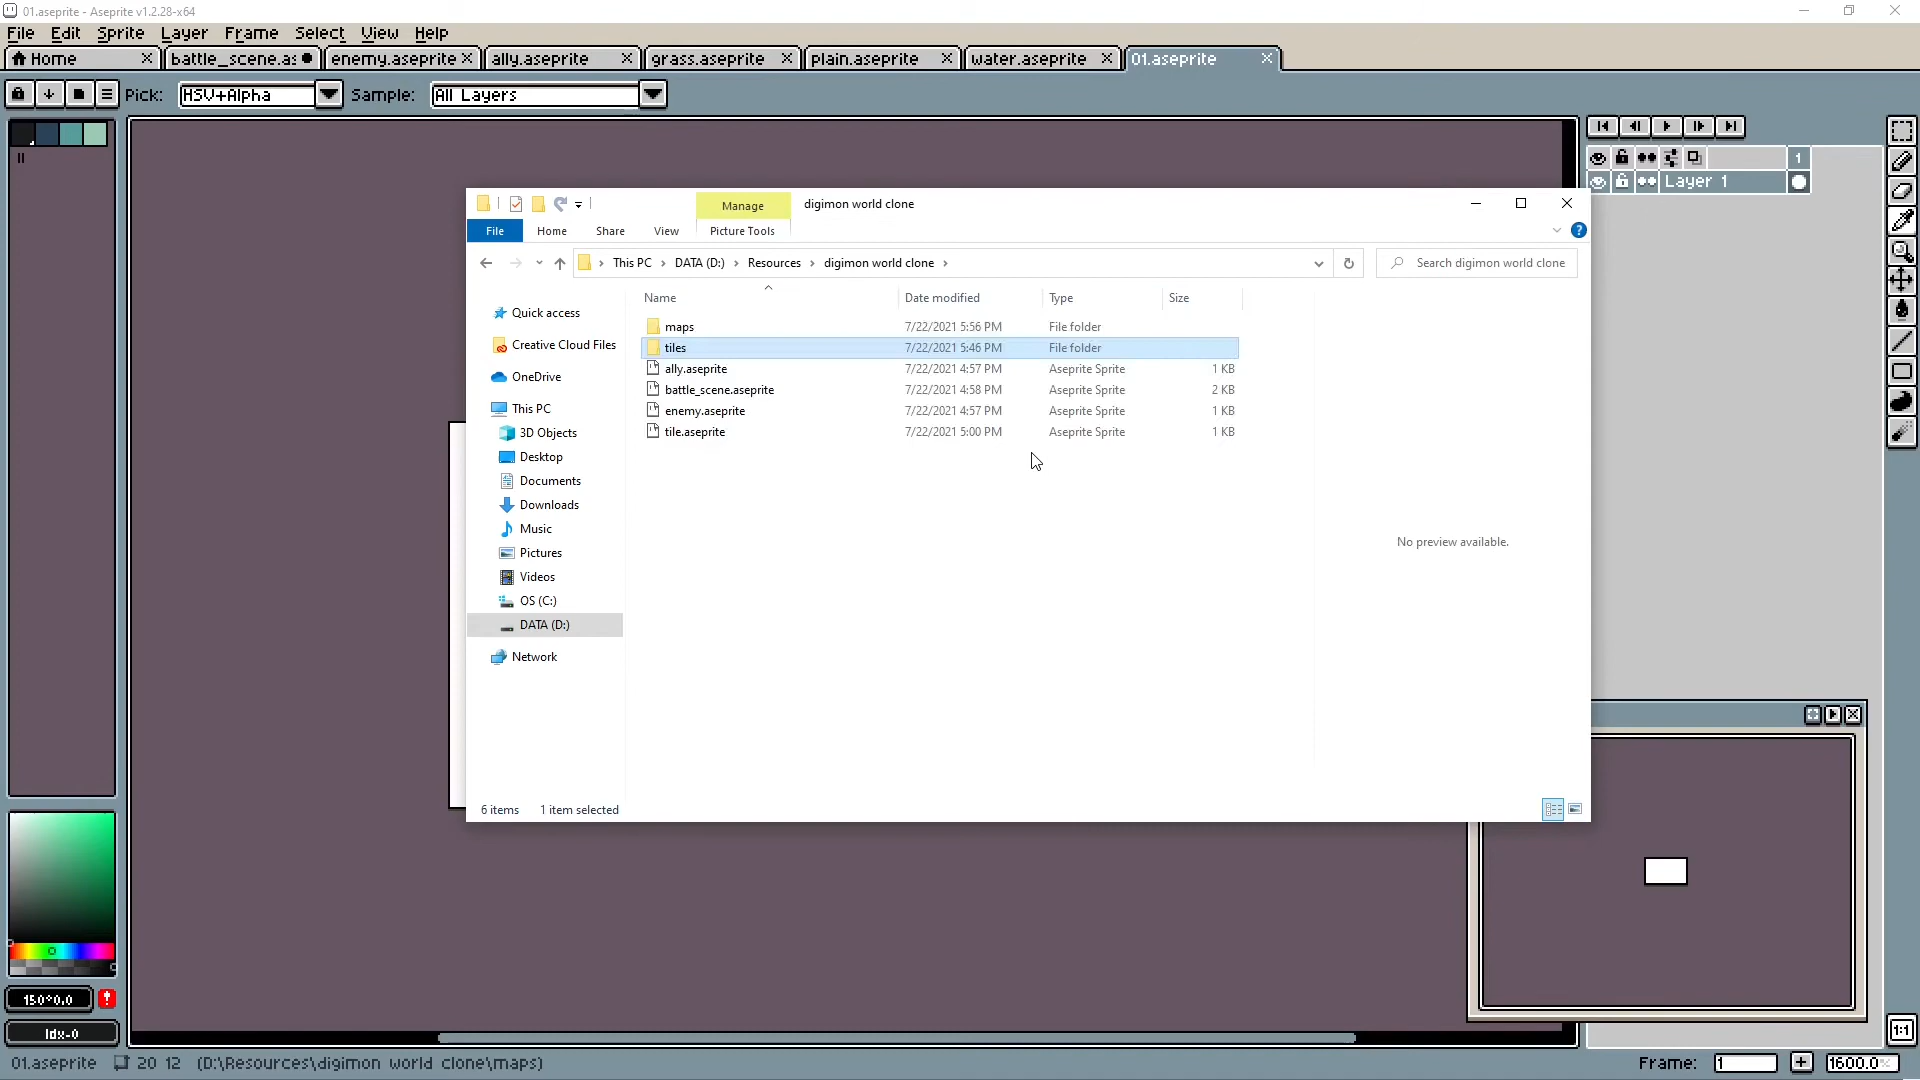 01.aseprite - Aseprite v1.2.28-x64
File Edit Sprite Layer Frame Select View Help
Home battle_scene.as enemy.aseprite ally.aseprite grass.aseprite plain.aseprite water.aseprite 01.aseprite
Pick: HSV+Alpha Sample: All Layers
1
Layer 1
Manage digimon world clone
File Home Share View Picture Tools
This PC DATA (D:) Resources digimon world clone Search digimon world clone
Name Date modified Type Size
Quick access
Creative Cloud Files
OneDrive
This PC
3D Objects
Desktop
Documents
Downloads
Music
Pictures
Videos
OS (C:)
DATA (D:)
Network
maps 7/22/2021 5:56 PM File folder
tiles 7/22/2021 5:46 PM File folder
ally.aseprite 7/22/2021 4:57 PM Aseprite Sprite 1 KB
battle_scene.aseprite 7/22/2021 4:58 PM Aseprite Sprite 2 KB
enemy.aseprite 7/22/2021 4:57 PM Aseprite Sprite 1 KB
tile.aseprite 7/22/2021 5:00 PM Aseprite Sprite 1 KB
No preview available.
6 items 1 item selected
150°0,0 !
Idx-0
1:1
01.aseprite 20 12 (D:\Resources\digimon world clone\maps) Frame: 1 + 1600.0%